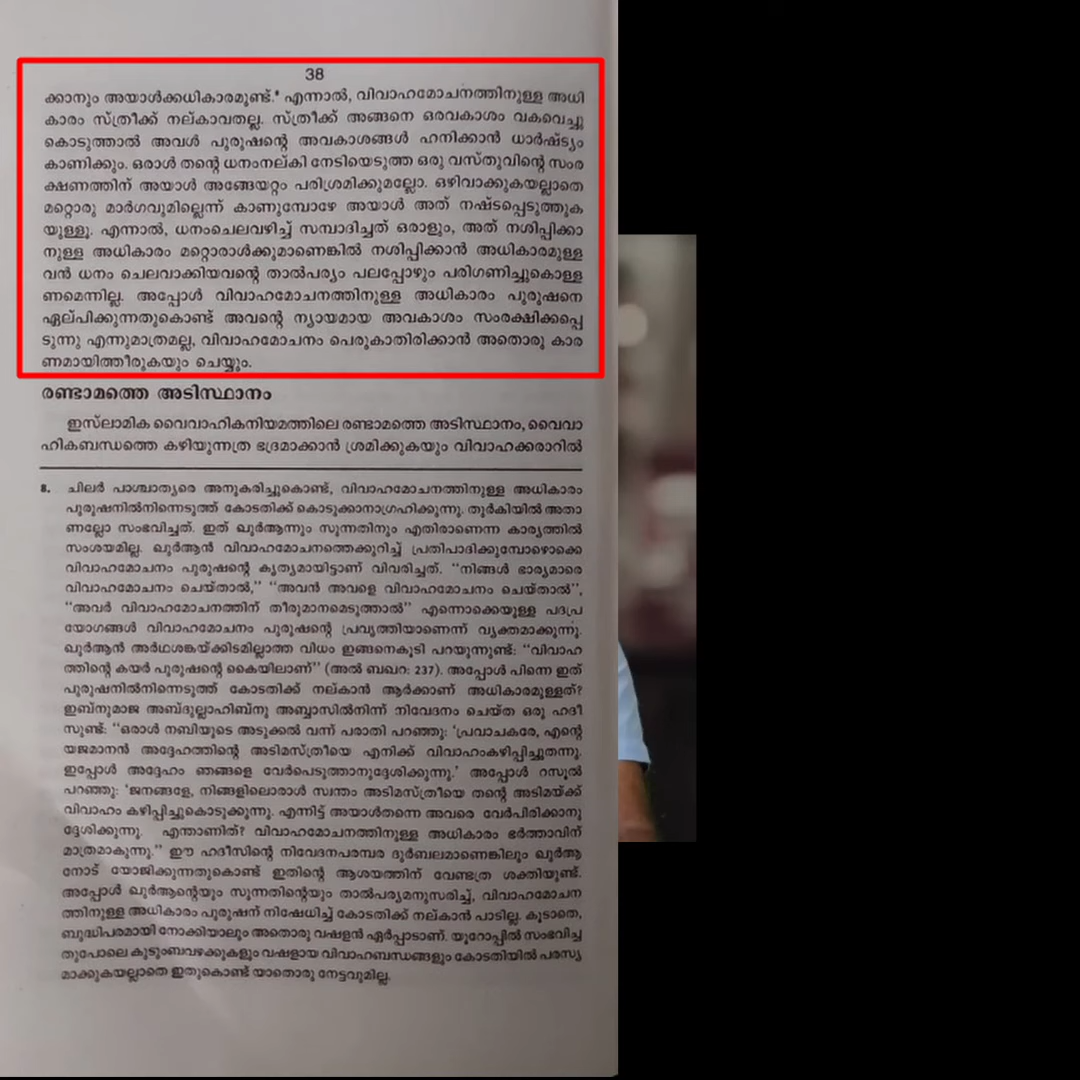 38
ക്കാനും അയാൾക്കധികാരമുണ്ട്.⁸ എന്നാൽ, വിവാഹമോചനത്തിനുള്ള അധി
കാരം സ്ത്രീക്ക് നല്കാവതല്ല. സ്ത്രീക്ക് അങ്ങനെ ഒരവകാശം വകവെച്ചു
കൊടുത്താൽ അവൾ പുരുഷന്റെ അവകാശങ്ങൾ ഹനിക്കാൻ ധാർഷ്ട്യം
കാണിക്കും. ഒരാൾ തന്റെ ധനംനല്കി നേടിയെടുത്ത ഒരു വസ്തുവിന്റെ സംര
ക്ഷണത്തിന് അയാൾ അങ്ങേയറ്റം പരിശ്രമിക്കുമല്ലോ. ഒഴിവാക്കുകയല്ലാതെ
മറ്റൊരു മാർഗവുമില്ലെന്ന് കാണുമ്പോഴേ അയാൾ അത് നഷ്ടപ്പെടുത്തുക
യുള്ളൂ. എന്നാൽ, ധനംചെലവഴിച്ച് സമ്പാദിച്ചത് ഒരാളും, അത് നശിപ്പിക്കാ
നുള്ള അധികാരം മറ്റൊരാൾക്കുമാണെങ്കിൽ നശിപ്പിക്കാൻ അധികാരമുള്ള
വൻ ധനം ചെലവാക്കിയവന്റെ താൽപര്യം പലപ്പോഴും പരിഗണിച്ചുകൊള്ള
ണമെന്നില്ല. അപ്പോൾ വിവാഹമോചനത്തിനുള്ള അധികാരം പുരുഷനെ
ഏല്പിക്കുന്നതുകൊണ്ട് അവന്റെ ന്യായമായ അവകാശം സംരക്ഷിക്കപ്പെ
ടുന്നു എന്നുമാത്രമല്ല, വിവാഹമോചനം പെരുകാതിരിക്കാൻ അതൊരു കാര
ണമായിത്തീരുകയും ചെയ്യും.
രണ്ടാമത്തെ അടിസ്ഥാനം
ഇസ്‌ലാമിക വൈവാഹികനിയമത്തിലെ രണ്ടാമത്തെ അടിസ്ഥാനം, വൈവാ
ഹികബന്ധത്തെ കഴിയുന്നത്ര ഭദ്രമാക്കാൻ ശ്രമിക്കുകയും വിവാഹക്കരാറിൽ
8. ചിലർ പാശ്ചാത്യരെ അനുകരിച്ചുകൊണ്ട്, വിവാഹമോചനത്തിനുള്ള അധികാരം
പുരുഷനിൽനിന്നെടുത്ത് കോടതിക്ക് കൊടുക്കാനാഗ്രഹിക്കുന്നു. തുർകിയിൽ അതാ
ണല്ലോ സംഭവിച്ചത്. ഇത് ഖുർആന്നും സുന്നതിനും എതിരാണെന്ന കാര്യത്തിൽ
സംശയമില്ല. ഖുർആൻ വിവാഹമോചനത്തെക്കുറിച്ച് പ്രതിപാദിക്കുമ്പോഴൊക്കെ
വിവാഹമോചനം പുരുഷന്റെ കൃത്യമായിട്ടാണ് വിവരിച്ചത്. "നിങ്ങൾ ഭാര്യമാരെ
വിവാഹമോചനം ചെയ്താൽ," "അവൻ അവളെ വിവാഹമോചനം ചെയ്താൽ",
"അവർ വിവാഹമോചനത്തിന് തീരുമാനമെടുത്താൽ" എന്നൊക്കെയുള്ള പദപ്ര
യോഗങ്ങൾ വിവാഹമോചനം പുരുഷന്റെ പ്രവൃത്തിയാണെന്ന് വ്യക്തമാക്കുന്നു.
ഖുർആൻ അർഥശങ്കയ്ക്കിടമില്ലാത്ത വിധം ഇങ്ങനെകൂടി പറയുന്നുണ്ട്: "വിവാഹ
ത്തിന്റെ കയർ പുരുഷന്റെ കൈയിലാണ്" (അൽ ബഖറ: 237). അപ്പോൾ പിന്നെ ഇത്
പുരുഷനിൽനിന്നെടുത്ത് കോടതിക്ക് നല്കാൻ ആർക്കാണ് അധികാരമുള്ളത്?
ഇബ്നുമാജ അബ്ദുല്ലാഹിബ്നു അബ്ബാസിൽനിന്ന് നിവേദനം ചെയ്ത ഒരു ഹദീ
സുണ്ട്: "ഒരാൾ നബിയുടെ അടുക്കൽ വന്ന് പരാതി പറഞ്ഞു: 'പ്രവാചകരേ, എന്റെ
യജമാനൻ അദ്ദേഹത്തിന്റെ അടിമസ്ത്രീയെ എനിക്ക് വിവാഹംകഴിപ്പിച്ചുതന്നു.
ഇപ്പോൾ അദ്ദേഹം ഞങ്ങളെ വേർപെടുത്താനുദ്ദേശിക്കുന്നു.' അപ്പോൾ റസൂൽ
പറഞ്ഞു: 'ജനങ്ങളേ, നിങ്ങളിലൊരാൾ സ്വന്തം അടിമസ്ത്രീയെ തന്റെ അടിമയ്ക്ക്
വിവാഹം കഴിപ്പിച്ചുകൊടുക്കുന്നു. എന്നിട്ട് അയാൾതന്നെ അവരെ വേർപിരിക്കാനു
ദ്ദേശിക്കുന്നു. എന്താണിത്? വിവാഹമോചനത്തിനുള്ള അധികാരം ഭർത്താവിന്
മാത്രമാകുന്നു." ഈ ഹദീസിന്റെ നിവേദനപരമ്പര ദുർബലമാണെങ്കിലും ഖുർആ
നോട് യോജിക്കുന്നതുകൊണ്ട് ഇതിന്റെ ആശയത്തിന് വേണ്ടത്ര ശക്തിയുണ്ട്.
അപ്പോൾ ഖുർആന്റെയും സുന്നതിന്റെയും താൽപര്യമനുസരിച്ച്, വിവാഹമോചന
ത്തിനുള്ള അധികാരം പുരുഷന് നിഷേധിച്ച് കോടതിക്ക് നല്കാൻ പാടില്ല. കൂടാതെ,
ബുദ്ധിപരമായി നോക്കിയാലും അതൊരു വഷളൻ ഏർപ്പാടാണ്. യൂറോപ്പിൽ സംഭവിച്ച
തുപോലെ കുടുംബവഴക്കുകളും വഷളായ വിവാഹബന്ധങ്ങളും കോടതിയിൽ പരസ്യ
മാക്കുകയല്ലാതെ ഇതുകൊണ്ട് യാതൊരു നേട്ടവുമില്ല.